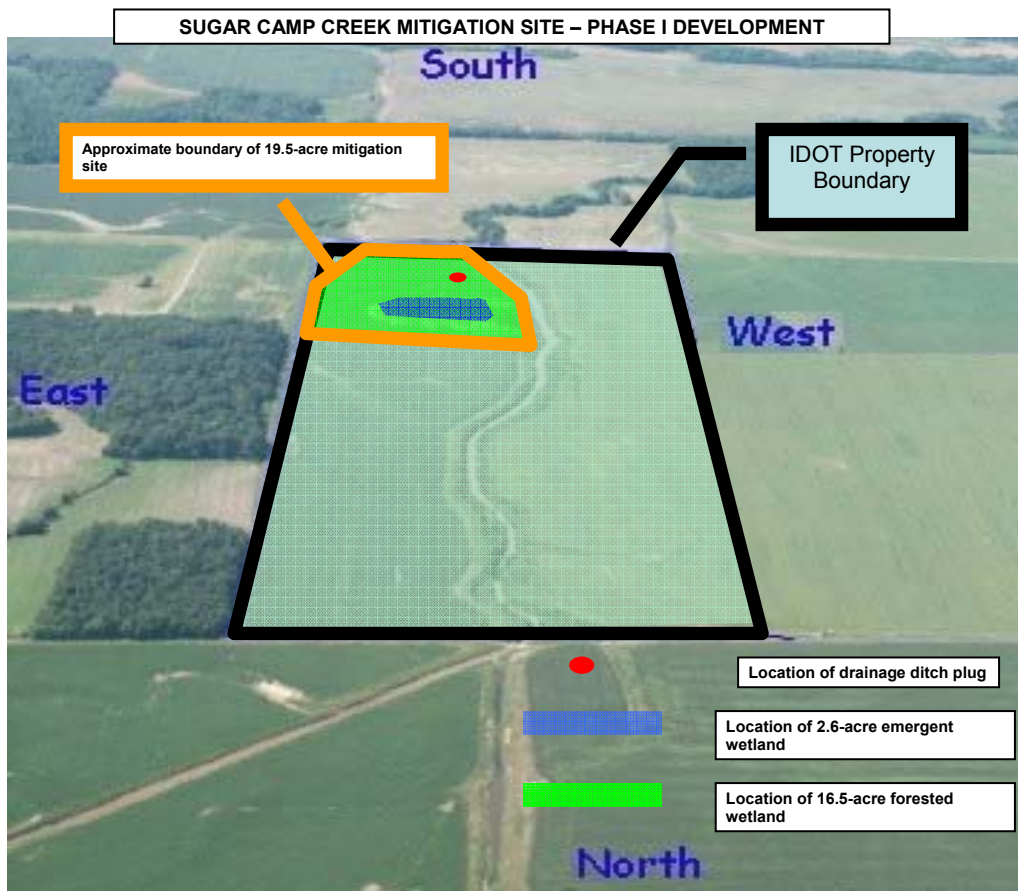 SUGAR CAMP CREEK MITIGATION SITE – PHASE I DEVELOPMENT
South
Approximate boundary of 19.5-acre mitigation
site
IDOT Property
Boundary
West
East
Location of drainage ditch plug
Location of 2.6-acre emergent
wetland
Location of 16.5-acre forested
wetland
North